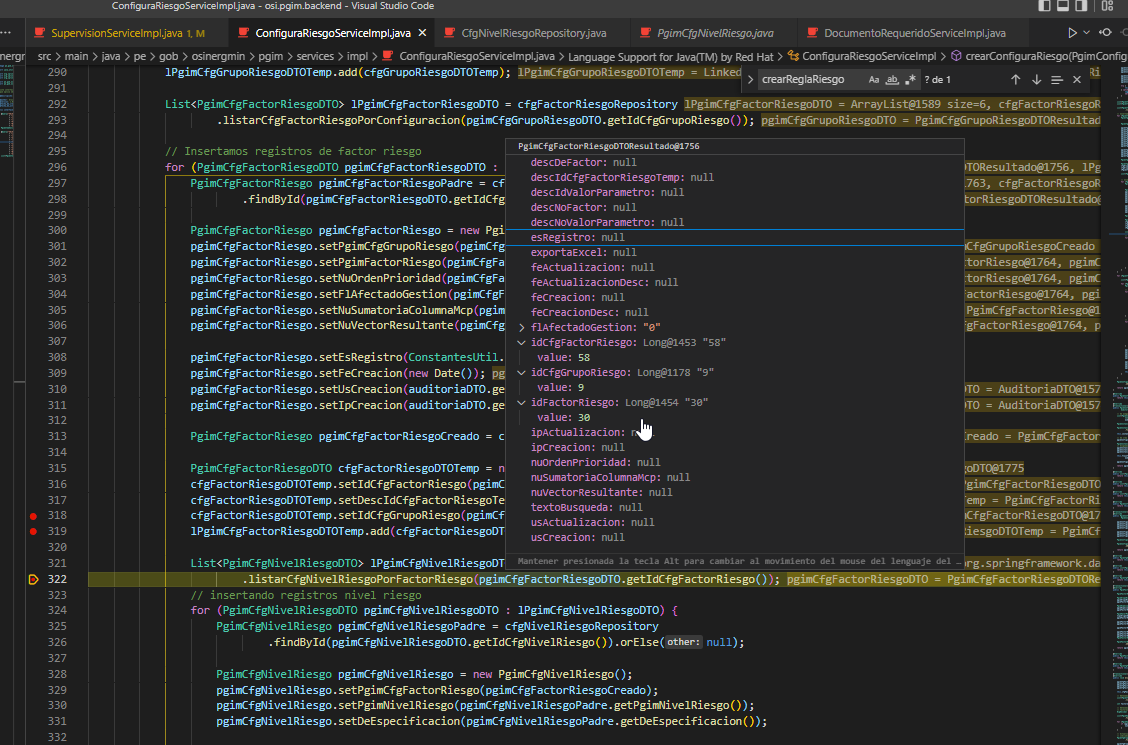 ConfiguraRiesgoServiceImpl.java - osi.pgim.backend - Visual Studio Code
SupervisionServiceImpl.java 1, M
ConfiguraRiesgoServiceImpl.java
CfgNivelRiesgoRepository.java
PgimCfgNivelRiesgo.java
DocumentoRequeridoServiceImpl.java
osinergmin > src > main > java > pe > gob > osinergmin > pgim > services > impl > ConfiguraRiesgoServiceImpl.java > Language Support for Java(TM) by Red Hat > ConfiguraRiesgoServiceImpl > crearConfiguraRiesgo(PgimConfig
crearReglaRiesgo Aa ab .* ? de 1
290 lPgimCfgGrupoRiesgoDTOTemp.add(cfgGrupoRiesgoDTOTemp); lPgimCfgGrupoRiesgoDTOTemp = Linked
291
292 List<PgimCfgFactorRiesgoDTO> lPgimCfgFactorRiesgoDTO = cfgFactorRiesgoRepository lPgimCfgFactorRiesgoDTO = ArrayList@1589 size=6, cfgFactorRiesgoR
293 .listarCfgFactorRiesgoPorConfiguracion(pgimCfgGrupoRiesgoDTO.getIdCfgGrupoRiesgo()); pgimCfgGrupoRiesgoDTO = PgimCfgGrupoRiesgoDTOResultad
294
295 // Insertamos registros de factor riesgo
296 for (PgimCfgFactorRiesgoDTO pgimCfgFactorRiesgoDTO : DTOResultado@1756, lPg
297 PgimCfgFactorRiesgo pgimCfgFactorRiesgoPadre = cf 1763, cfgFactorRiesgoR
298 .findById(pgimCfgFactorRiesgoDTO.getIdCfg torRiesgoDTOResultado@
299
300 PgimCfgFactorRiesgo pgimCfgFactorRiesgo = new Pgi
301 pgimCfgFactorRiesgo.setPgimCfgGrupoRiesgo(pgimCfg CfgGrupoRiesgoCreado
302 pgimCfgFactorRiesgo.setPgimFactorRiesgo(pgimCfgFa torRiesgo@1764, pgimC
303 pgimCfgFactorRiesgo.setNuOrdenPrioridad(pgimCfgFa torRiesgo@1764, pgimC
304 pgimCfgFactorRiesgo.setFlAfectadoGestion(pgimCfgF actorRiesgo@1764, pgi
305 pgimCfgFactorRiesgo.setNuSumatoriaColumnaMcp(pgim PgimCfgFactorRiesgo@1
306 pgimCfgFactorRiesgo.setNuVectorResultante(pgimCfg FactorRiesgo@1764, p
307
308 pgimCfgFactorRiesgo.setEsRegistro(ConstantesUtil.
309 pgimCfgFactorRiesgo.setFeCreacion(new Date()); pg
310 pgimCfgFactorRiesgo.setUsCreacion(auditoriaDTO.ge TO = AuditoriaDTO@157
311 pgimCfgFactorRiesgo.setIpCreacion(auditoriaDTO.ge TO = AuditoriaDTO@157
312
313 PgimCfgFactorRiesgo pgimCfgFactorRiesgoCreado = c Creado = PgimCfgFactor
314
315 PgimCfgFactorRiesgoDTO cfgFactorRiesgoDTOTemp = n goDTO@1775
316 cfgFactorRiesgoDTOTemp.setIdCfgFactorRiesgo(pgimC PgimCfgFactorRiesgoDTO
317 cfgFactorRiesgoDTOTemp.setDescIdCfgFactorRiesgoTe Temp = PgimCfgFactorRi
318 cfgFactorRiesgoDTOTemp.setIdCfgGrupoRiesgo(pgimCf mCfgFactorRiesgoDTO@17
319 lPgimCfgFactorRiesgoDTOTemp.add(cfgFactorRiesgoDT iesgoDTOTemp = PgimCf
320
321 List<PgimCfgNivelRiesgoDTO> lPgimCfgNivelRiesgoDT org.springframework.da
322 .listarCfgNivelRiesgoPorFactorRiesgo(pgimCfgFactorRiesgoDTO.getIdCfgFactorRiesgo()); pgimCfgFactorRiesgoDTO = PgimCfgFactorRiesgoDTORe
323 // insertando registros nivel riesgo
324 for (PgimCfgNivelRiesgoDTO pgimCfgNivelRiesgoDTO : lPgimCfgNivelRiesgoDTO) {
325 PgimCfgNivelRiesgo pgimCfgNivelRiesgoPadre = cfgNivelRiesgoRepository
326 .findById(pgimCfgNivelRiesgoDTO.getIdCfgNivelRiesgo()).orElse(other: null);
327
328 PgimCfgNivelRiesgo pgimCfgNivelRiesgo = new PgimCfgNivelRiesgo();
329 pgimCfgNivelRiesgo.setPgimCfgFactorRiesgo(pgimCfgFactorRiesgoCreado);
330 pgimCfgNivelRiesgo.setPgimNivelRiesgo(pgimCfgNivelRiesgoPadre.getPgimNivelRiesgo());
331 pgimCfgNivelRiesgo.setDeEspecificacion(pgimCfgNivelRiesgoPadre.getDeEspecificacion());
332
PgimCfgFactorRiesgoDTOResultado@1756
descDeFactor: null
descIdCfgFactorRiesgoTemp: null
descIdValorParametro: null
descNoFactor: null
descNoValorParametro: null
esRegistro: null
exportaExcel: null
feActualizacion: null
feActualizacionDesc: null
feCreacion: null
feCreacionDesc: null
flAfectadoGestion: "0"
idCfgFactorRiesgo: Long@1453 "58"
value: 58
idCfgGrupoRiesgo: Long@1178 "9"
value: 9
idFactorRiesgo: Long@1454 "30"
value: 30
ipActualizacion:
ipCreacion: null
nuOrdenPrioridad: null
nuSumatoriaColumnaMcp: null
nuVectorResultante: null
textoBusqueda: null
usActualizacion: null
usCreacion: null
Mantener presionada la tecla Alt para cambiar al movimiento del mouse del lenguaje del …